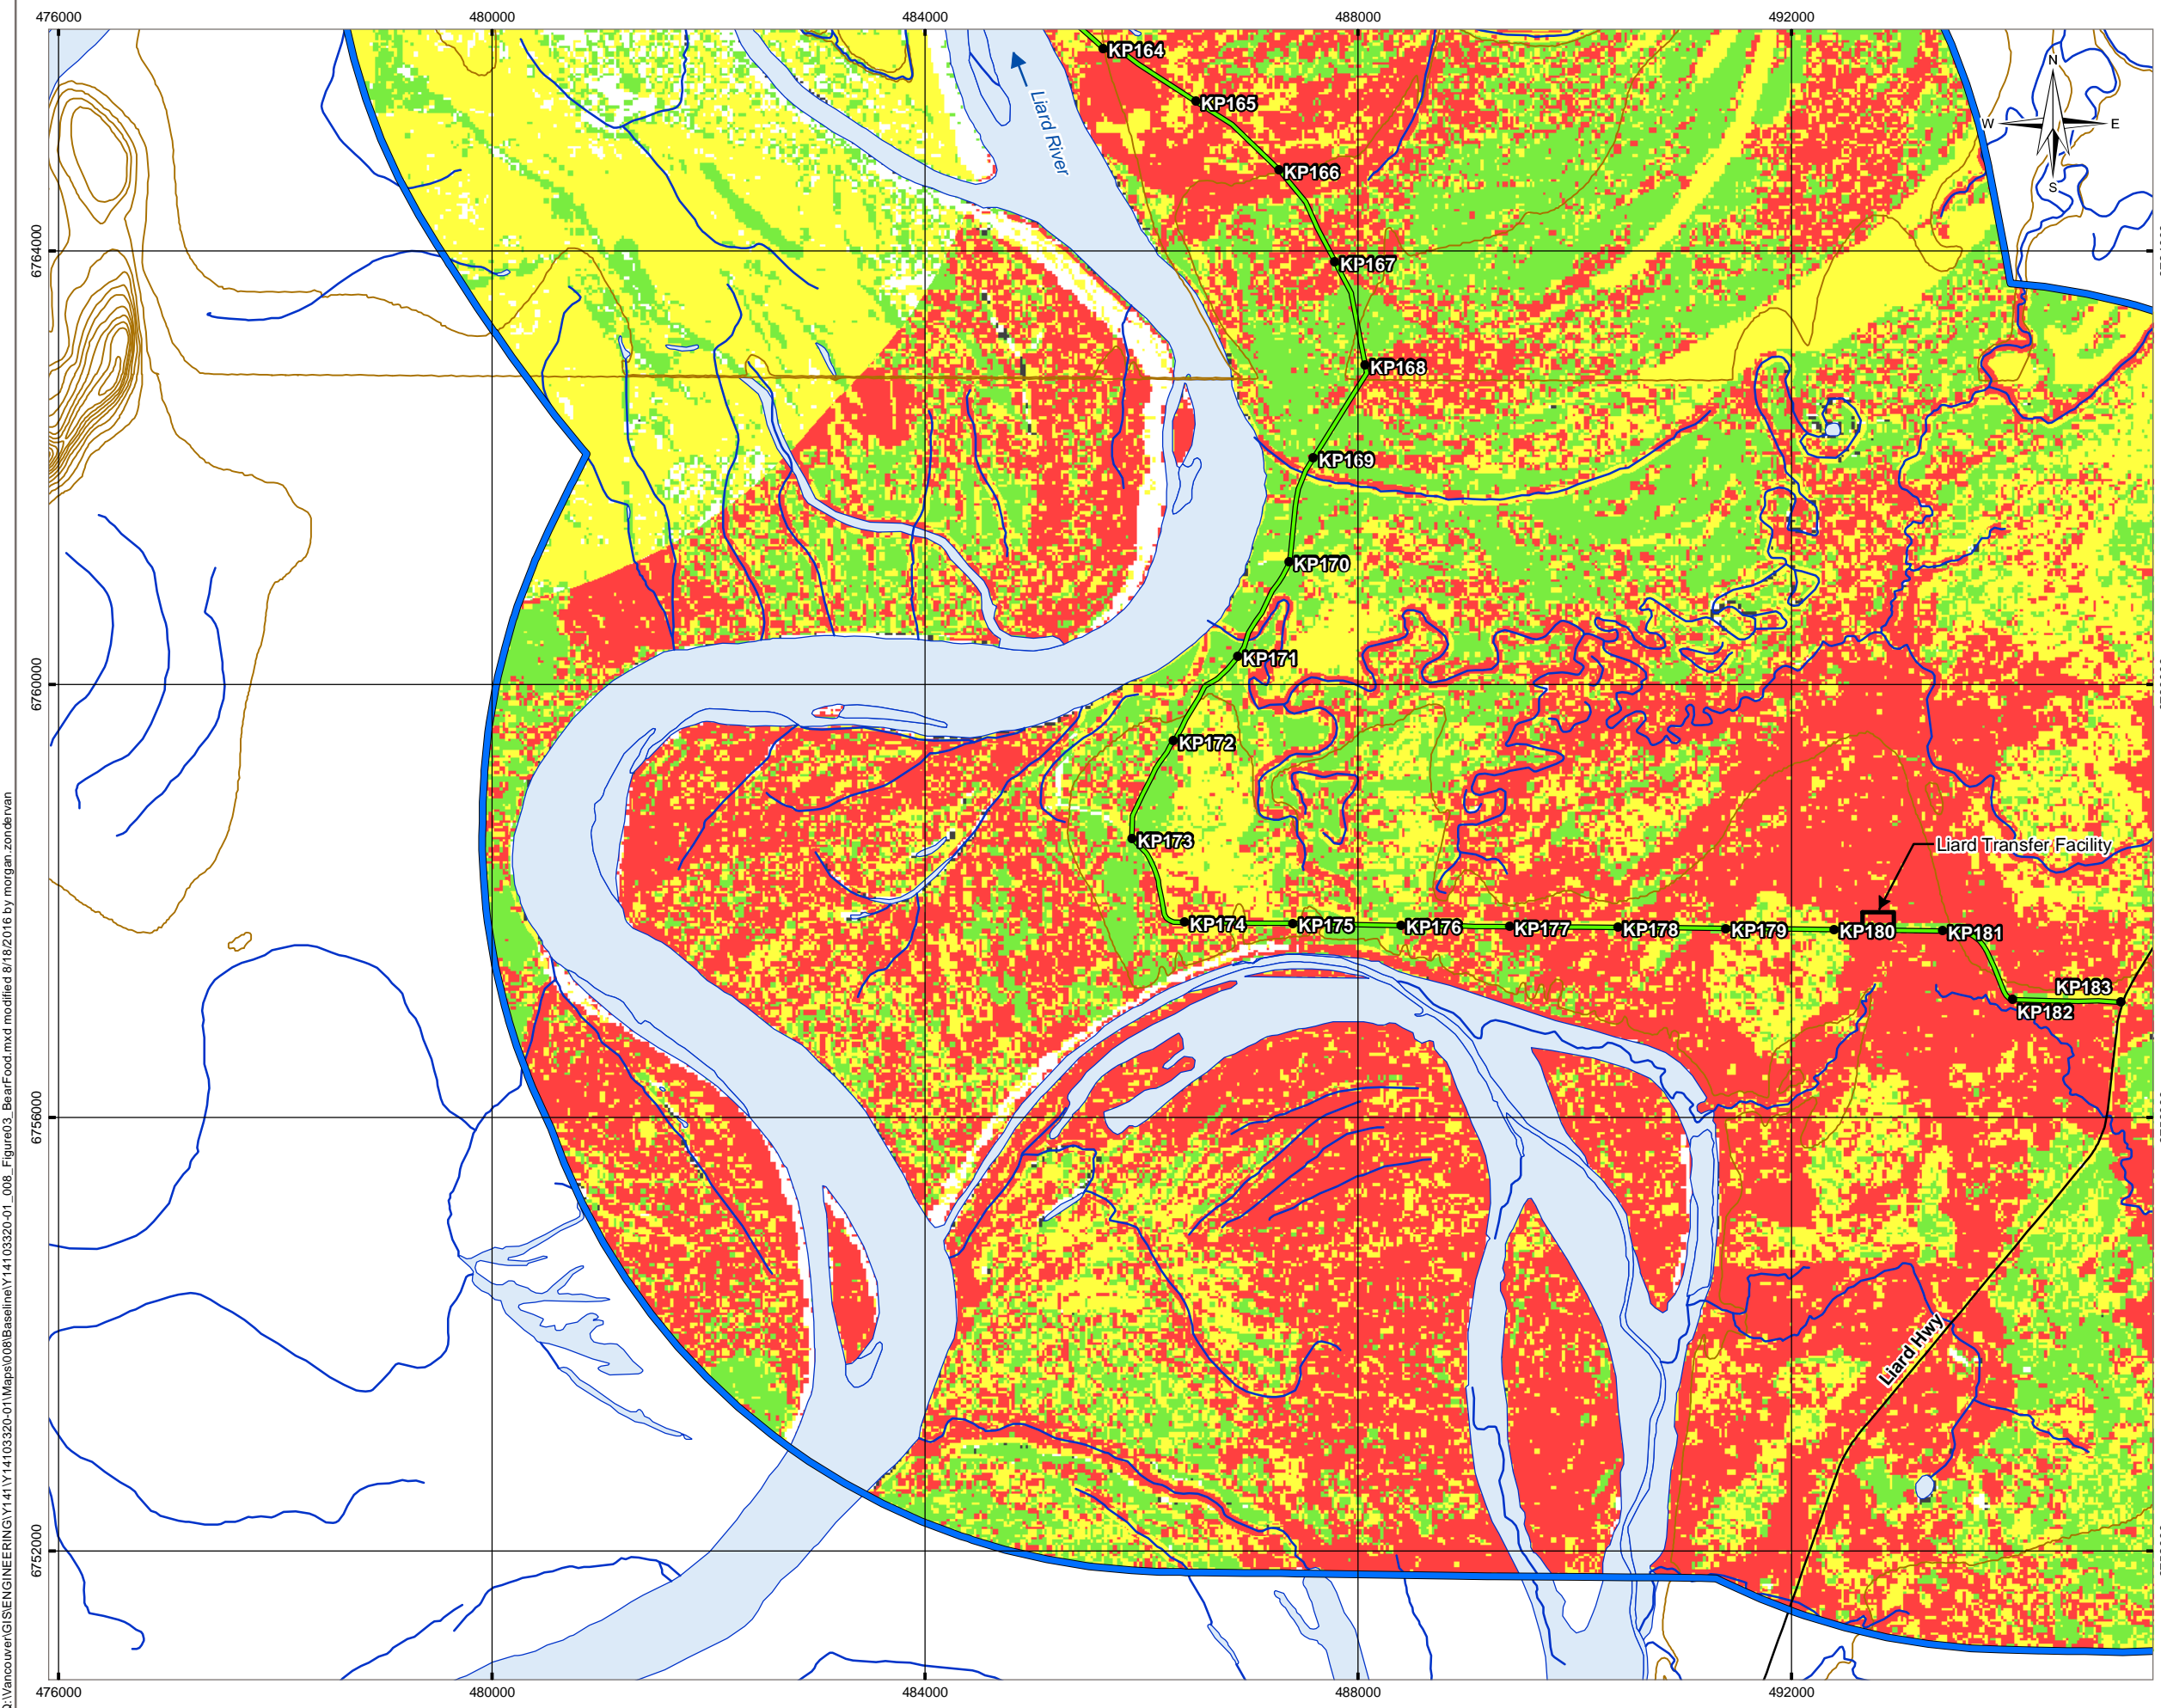 476000
480000
484000
488000
492000
KP164
N
Liard River
KP165
W
E
KP166
S
6764000
KP167
KP168
KP169
KP170
KP171
6760000
KP172
KP173
Liard Transfer Facility
KP174
KP175
KP176
KP177
KP178
KP179
KP180
KP181
KP183
KP182
6756000
Liard Hwy
6752000
476000
480000
484000
488000
492000
Q:\Vancouver\GIS\ENGINEERING\Y141\Y14103320-01\Maps\008\Baseline\Y14103320-01_008_Figure03_BearFood.mxd modified 8/18/2016 by morgan.zondervan